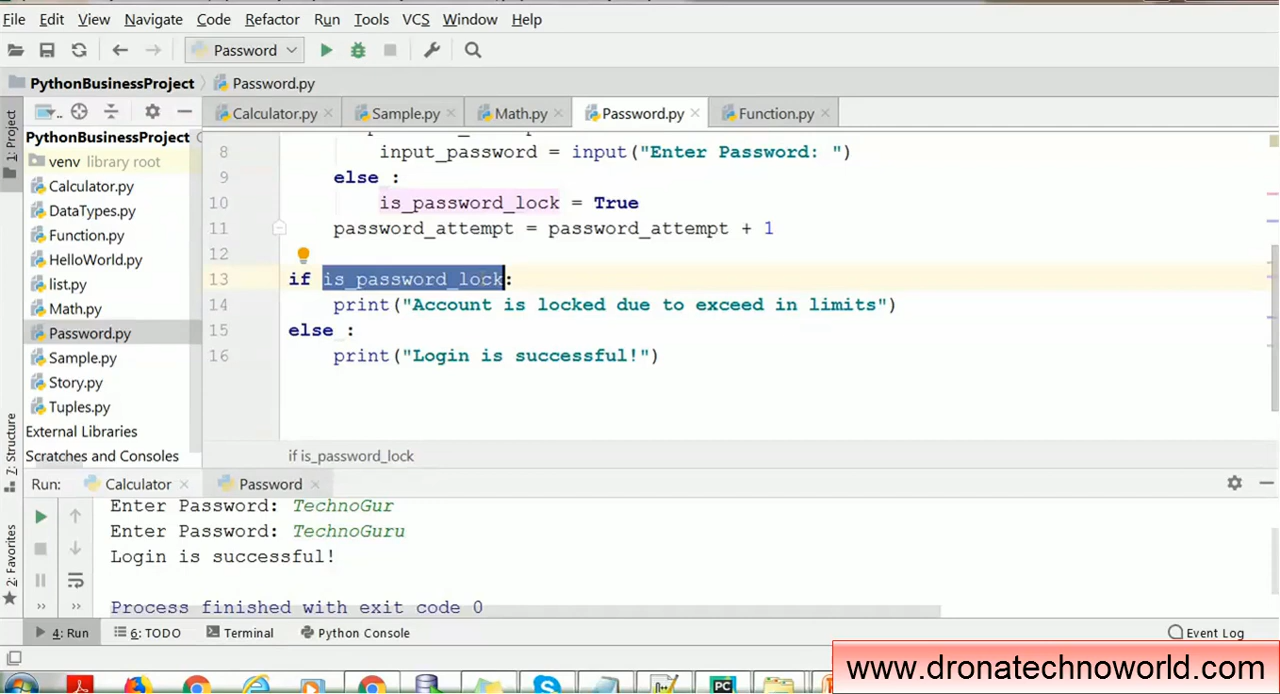 File Edit View Navigate Code Refactor Run Tools VCS Window Help
Password
PythonBusinessProject Password.py
1: Project
Calculator.py Sample.py Math.py Password.py Function.py
PythonBusinessProject
venv library root
Calculator.py
DataTypes.py
Function.py
HelloWorld.py
list.py
Math.py
Password.py
Sample.py
Story.py
Tuples.py
External Libraries
Scratches and Consoles
8 input_password = input("Enter Password: ")
9 else :
10 is_password_lock = True
11 password_attempt = password_attempt + 1
12
13 if is_password_lock:
14 print("Account is locked due to exceed in limits")
15 else :
16 print("Login is successful!")
if is_password_lock
7: Structure
2: Favorites
Run: Calculator Password
Enter Password: TechnoGur
Enter Password: TechnoGuru
Login is successful!
Process finished with exit code 0
4: Run 6: TODO Terminal Python Console Event Log
PC
www.dronatechnoworld.com